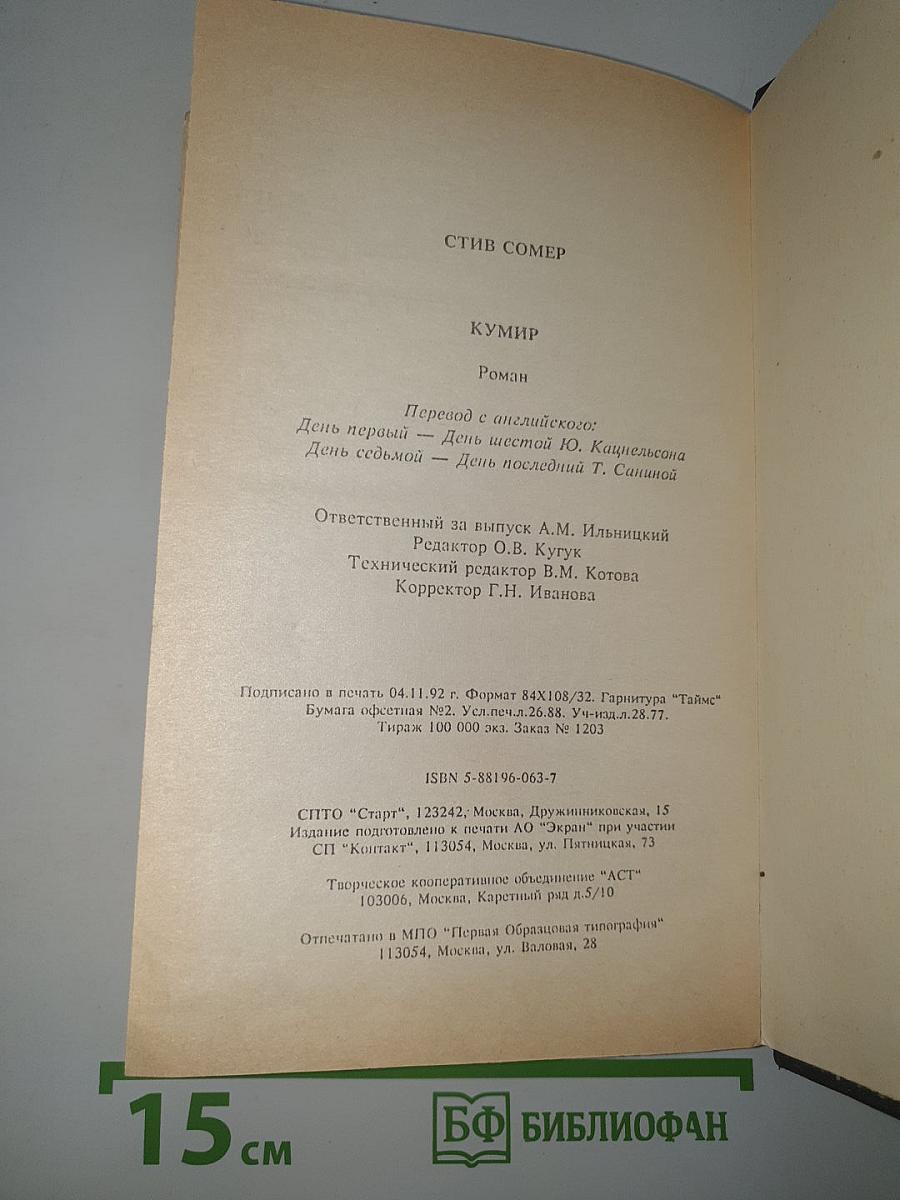 СТИВ СОМЕР
КУМИР
Роман
Перевод с английского:
День первый — День шестой Ю. Кацнельсона
День седьмой — День последний Т. Саниной
Ответственный за выпуск А.М. Ильницкий
Редактор О.В. Кугук
Технический редактор В.М. Котова
Корректор Г.Н. Иванова
Подписано в печать 04.11.92 г. Формат 84Х108/32. Гарнитура "Таймс"
Бумага офсетная №2. Усл.печ.л.26.88. Уч-изд.л.28.77.
Тираж 100 000 экз. Заказ № 1203
ISBN 5-88196-063-7
СПТО "Старт", 123242, Москва, Дружинниковская, 15
Издание подготовлено к печати АО "Экран" при участии
СП "Контакт", 113054, Москва, ул. Пятницкая, 73
Творческое кооперативное объединение "АСТ"
103006, Москва, Каретный ряд д.5/10
Отпечатано в МПО "Первая Образцовая типография"
113054, Москва, ул. Валовая, 28
15 см
БФ БИБЛИОФАН